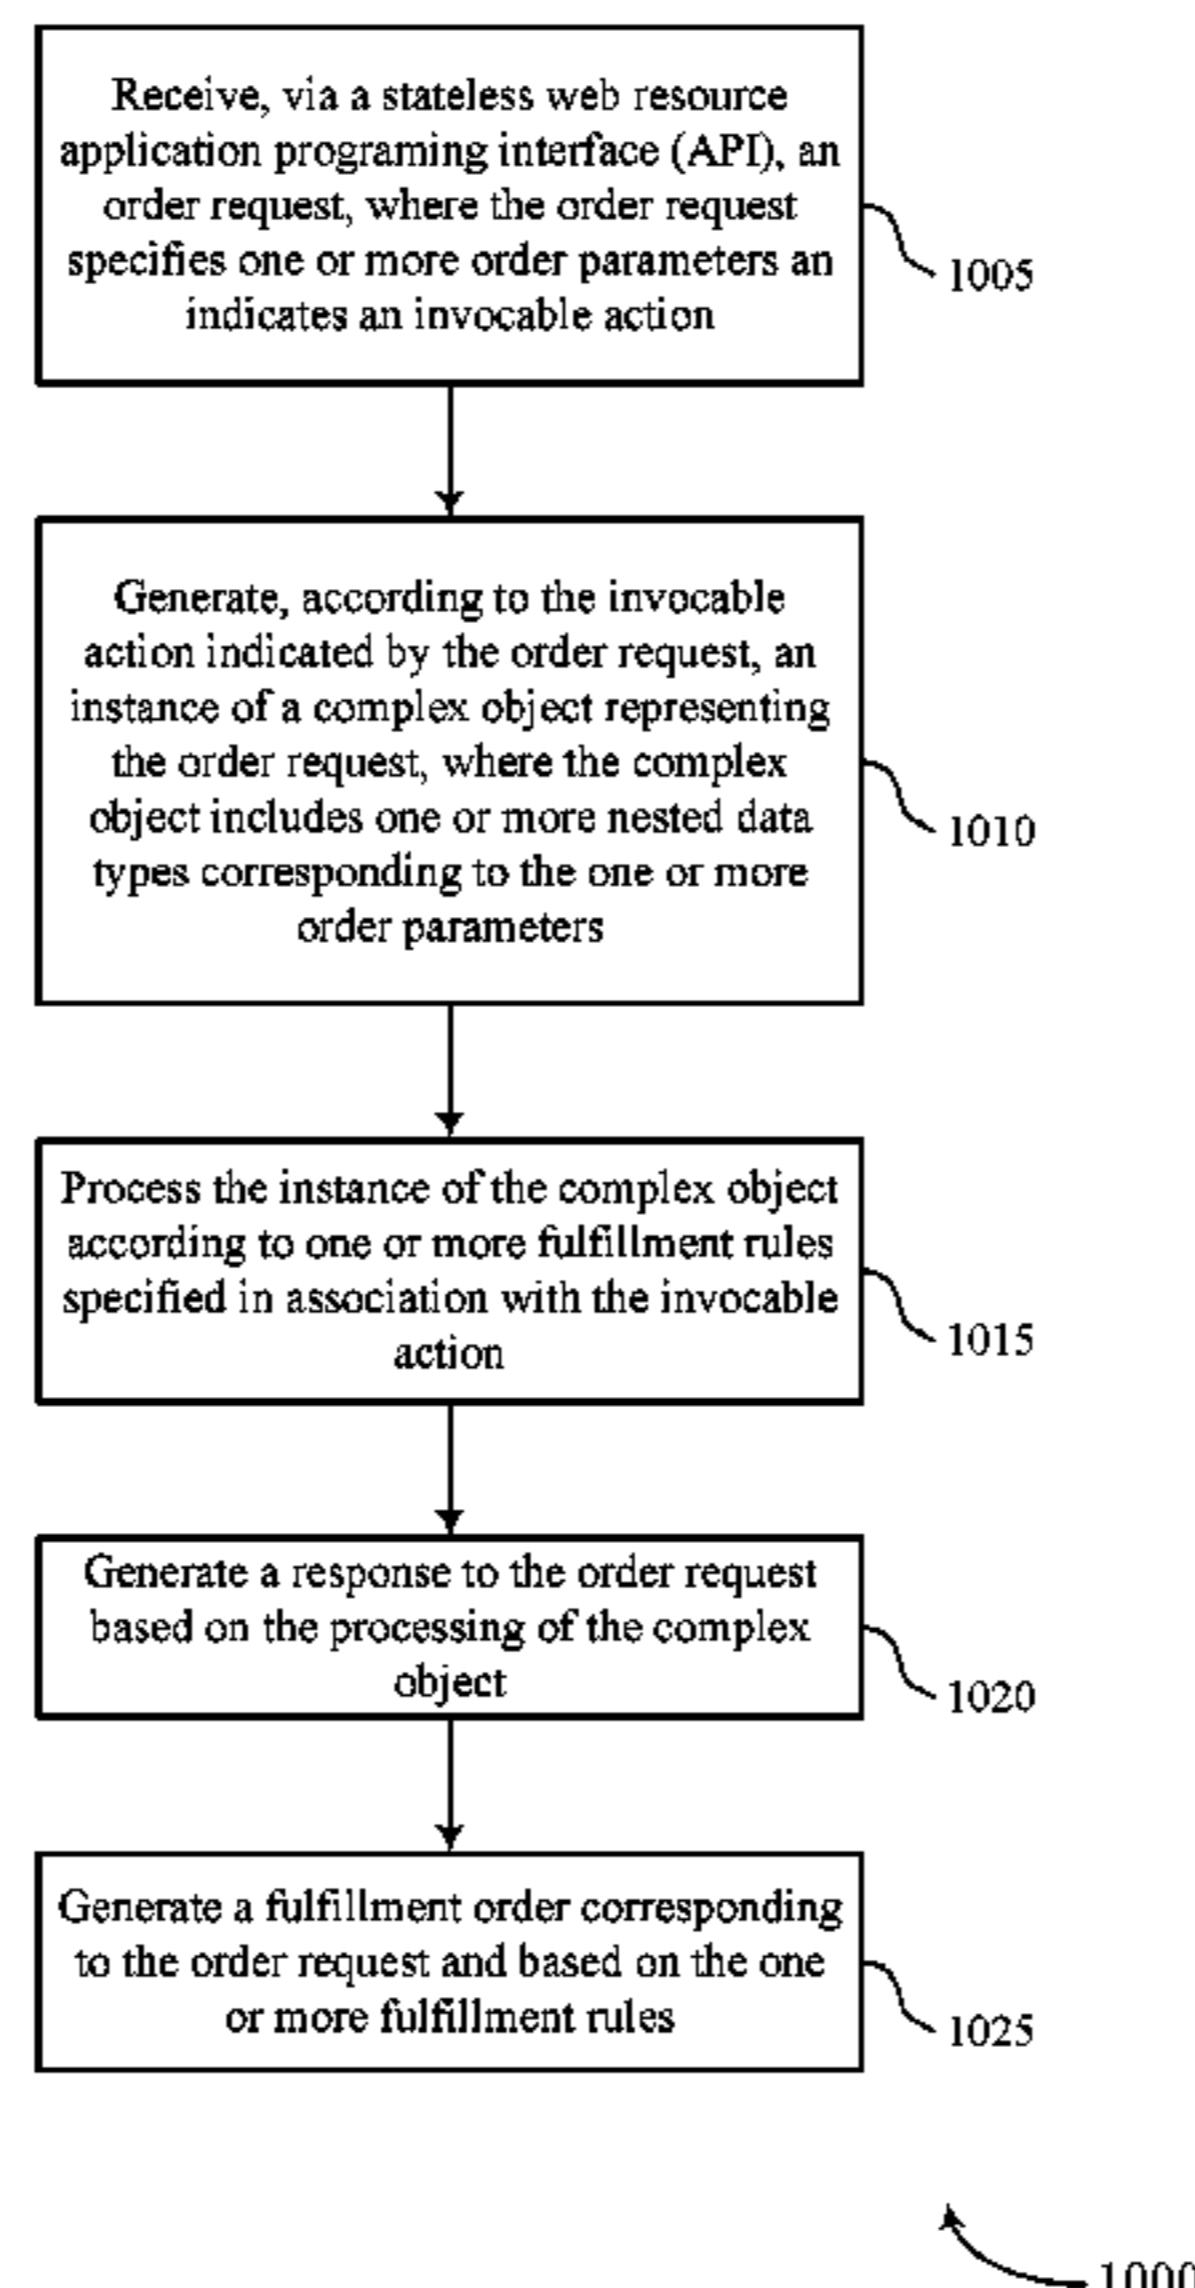 Receive, via a stateless web resource
application programing interface (API), an
order request, where the order request
specifies one or more order parameters an
indicates an invocable action
1005
Generate, according to the invocable
action indicated by the order request, an
instance of a complex object representing
the order request, where the complex
object includes one or more nested data
types corresponding to the one or more
order parameters
1010
Process the instance of the complex object
according to one or more fulfillment rules
specified in association with the invocable
action
1015
Generate a response to the order request
based on the processing of the complex
object
1020
Generate a fulfillment order corresponding
to the order request and based on the one
or more fulfillment rules
1025
1000